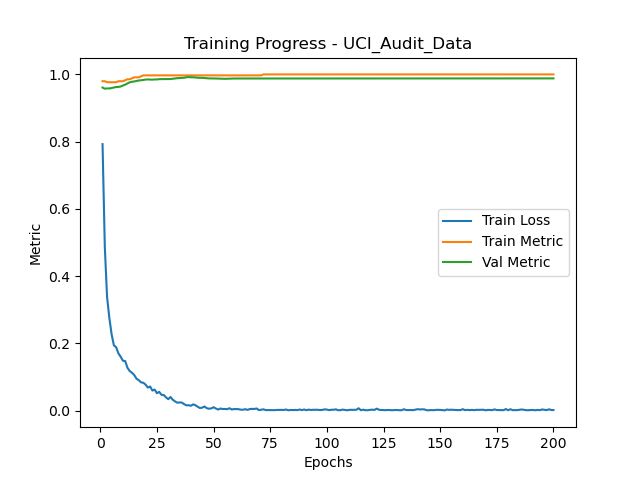 Training Progress - UCI_Audit_Data
1.0
0.8
0.6
0.4
0.2
0.0
Metric
Train Loss
Train Metric
Val Metric
0
25
50
75
100
125
150
175
200
Epochs